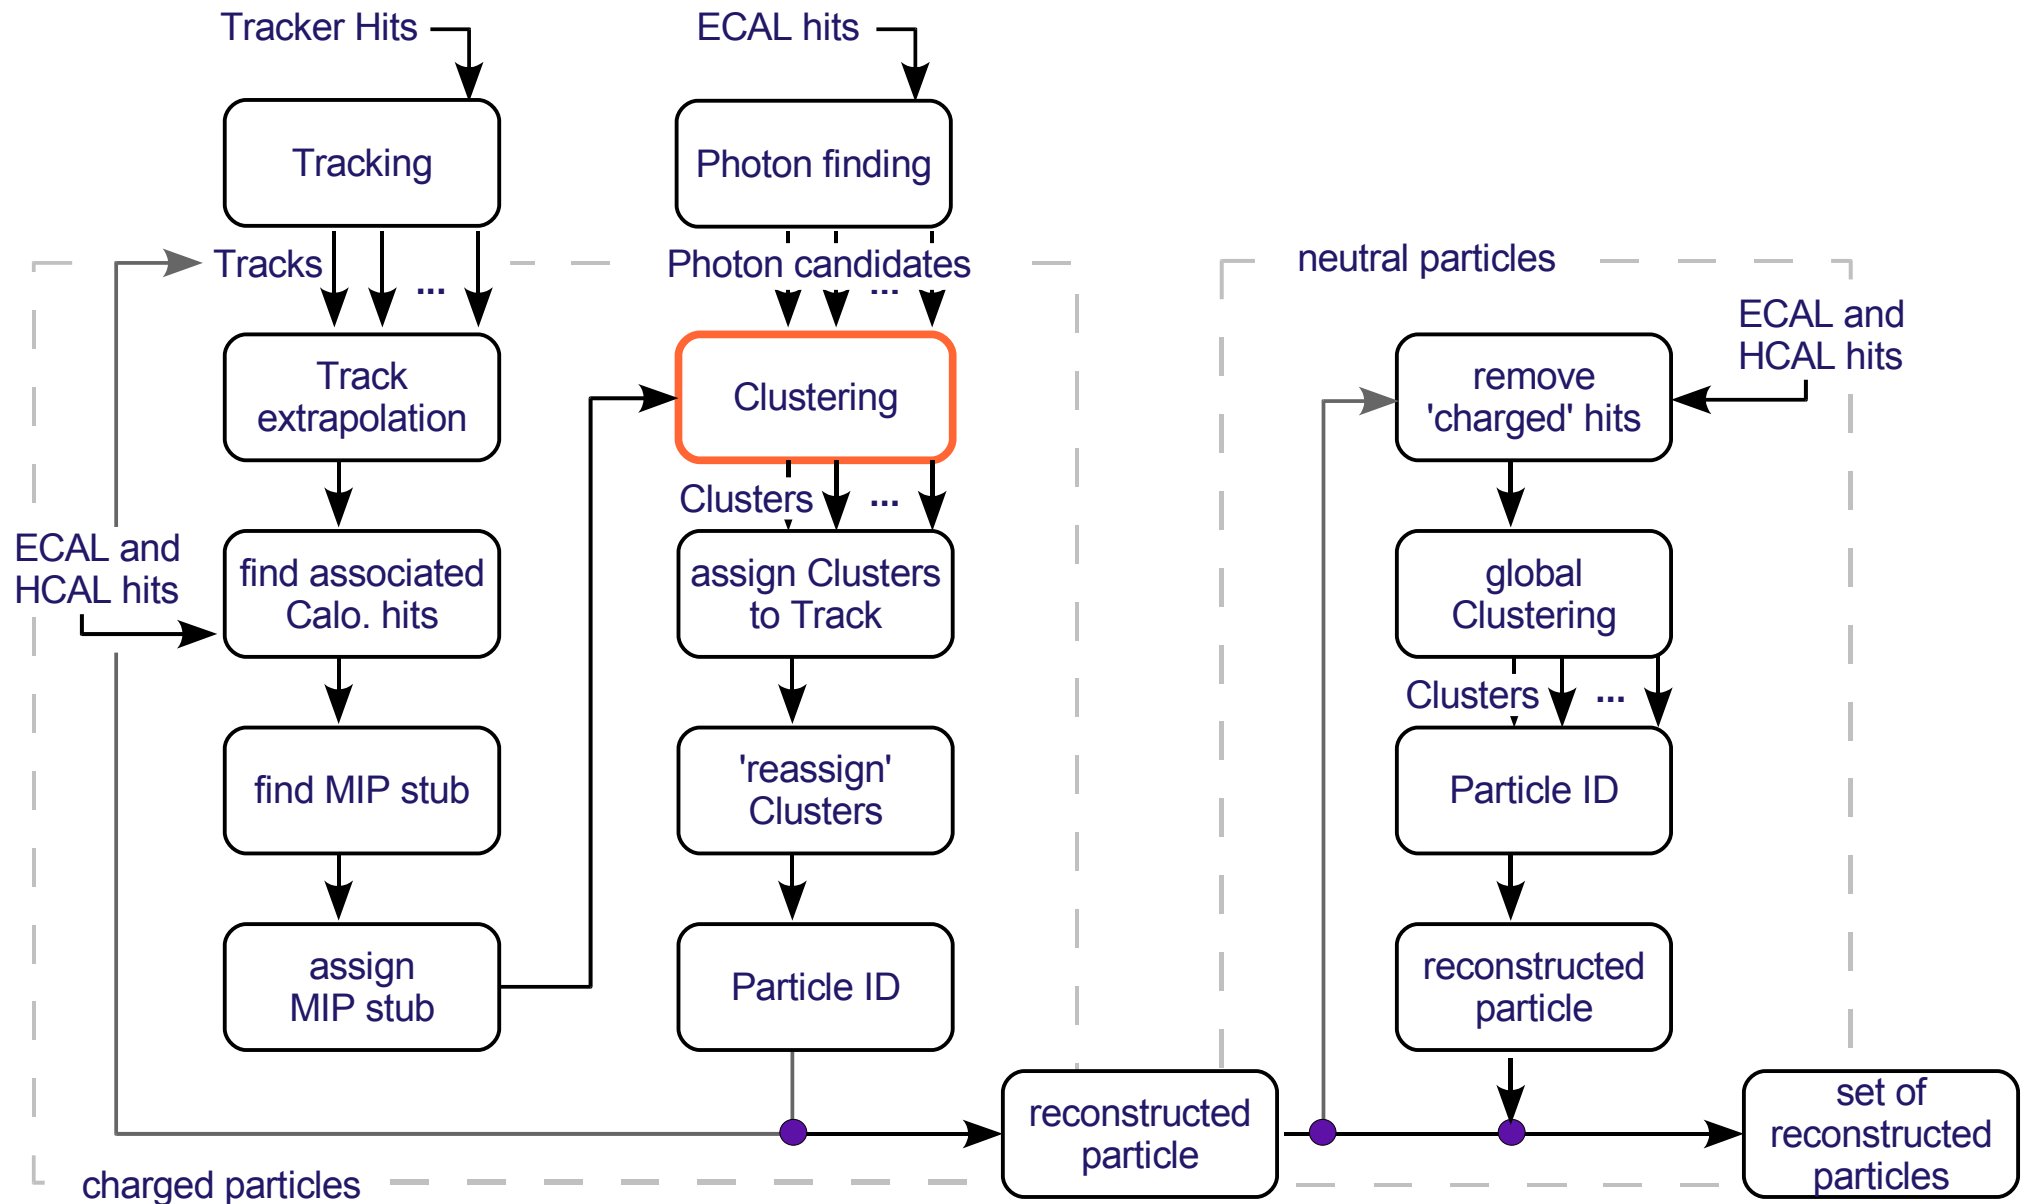 Tracker Hits
ECAL hits
Tracking
Photon finding
Tracks
...
Photon candidates
...
neutral particles
ECAL and
HCAL hits
Track
extrapolation
Clustering
remove
'charged' hits
Clusters
...
ECAL and
HCAL hits
find associated
Calo. hits
assign Clusters
to Track
global
Clustering
Clusters
...
find MIP stub
'reassign'
Clusters
Particle ID
assign
MIP stub
Particle ID
reconstructed
particle
reconstructed
particle
set of
reconstructed
particles
charged particles